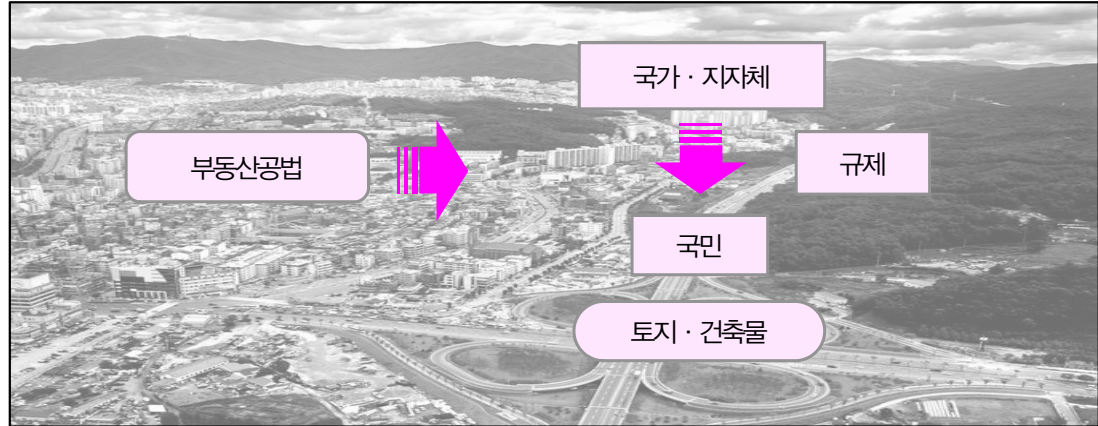 국가 · 지자체
부동산공법
규제
국민
토지 · 건축물